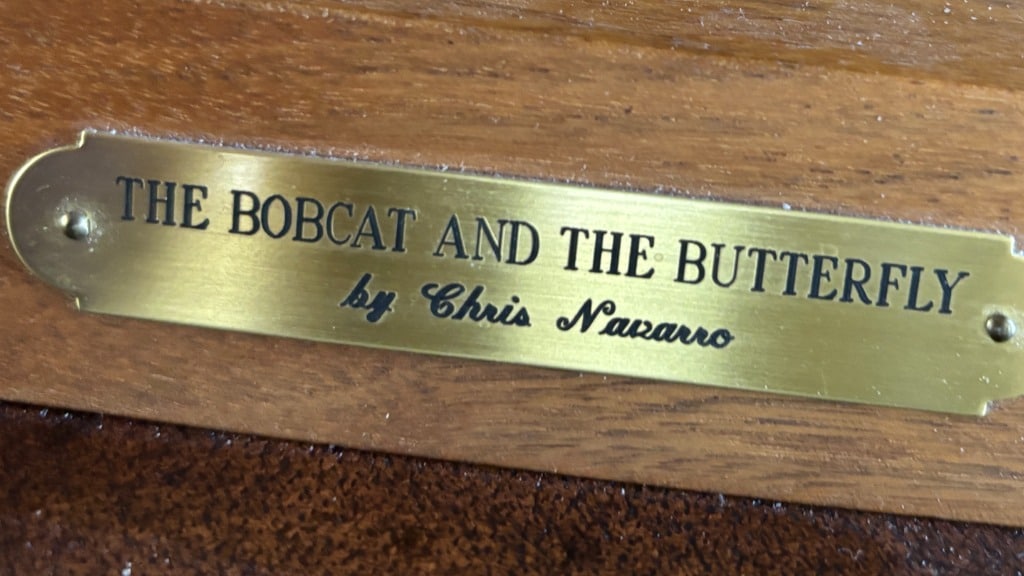 THE BOBCAT AND THE BUTTERFLY
by Chris Navarro